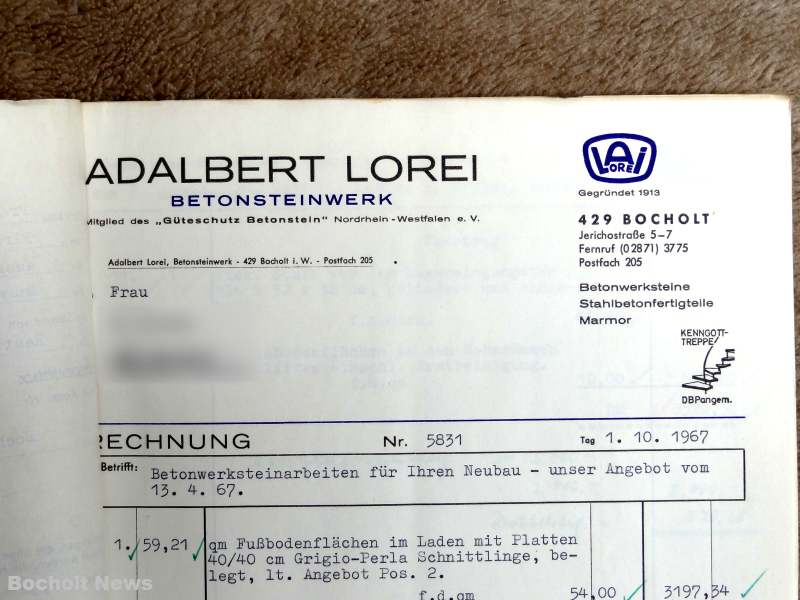 ADALBERT LOREI
BETONSTEINWERK
Mitglied des „Güteschutz Betonstein" Nordrhein-Westfalen e. V.
LAi
LOREI
Gegründet 1913
429 BOCHOLT
Jerichostraße 5-7
Fernruf (02871) 3775
Postfach 205
Adalbert Lorei, Betonsteinwerk - 429 Bocholt i. W. - Postfach 205
Frau
Betonwerksteine
Stahlbetonfertigteile
Marmor
KENNGOTT-
TREPPE
DBPangem.
RECHNUNG Nr. 5831 Tag 1. 10. 1967
Betrifft: Betonwerksteinarbeiten für Ihren Neubau - unser Angebot vom
13. 4. 67.
1. 59,21 qm Fußbodenflächen im Laden mit Platten
40/40 cm Grigio-Perla Schnittlinge, be-
legt, lt. Angebot Pos. 2.
f.d.qm 54,00 3197,34
Bocholt News